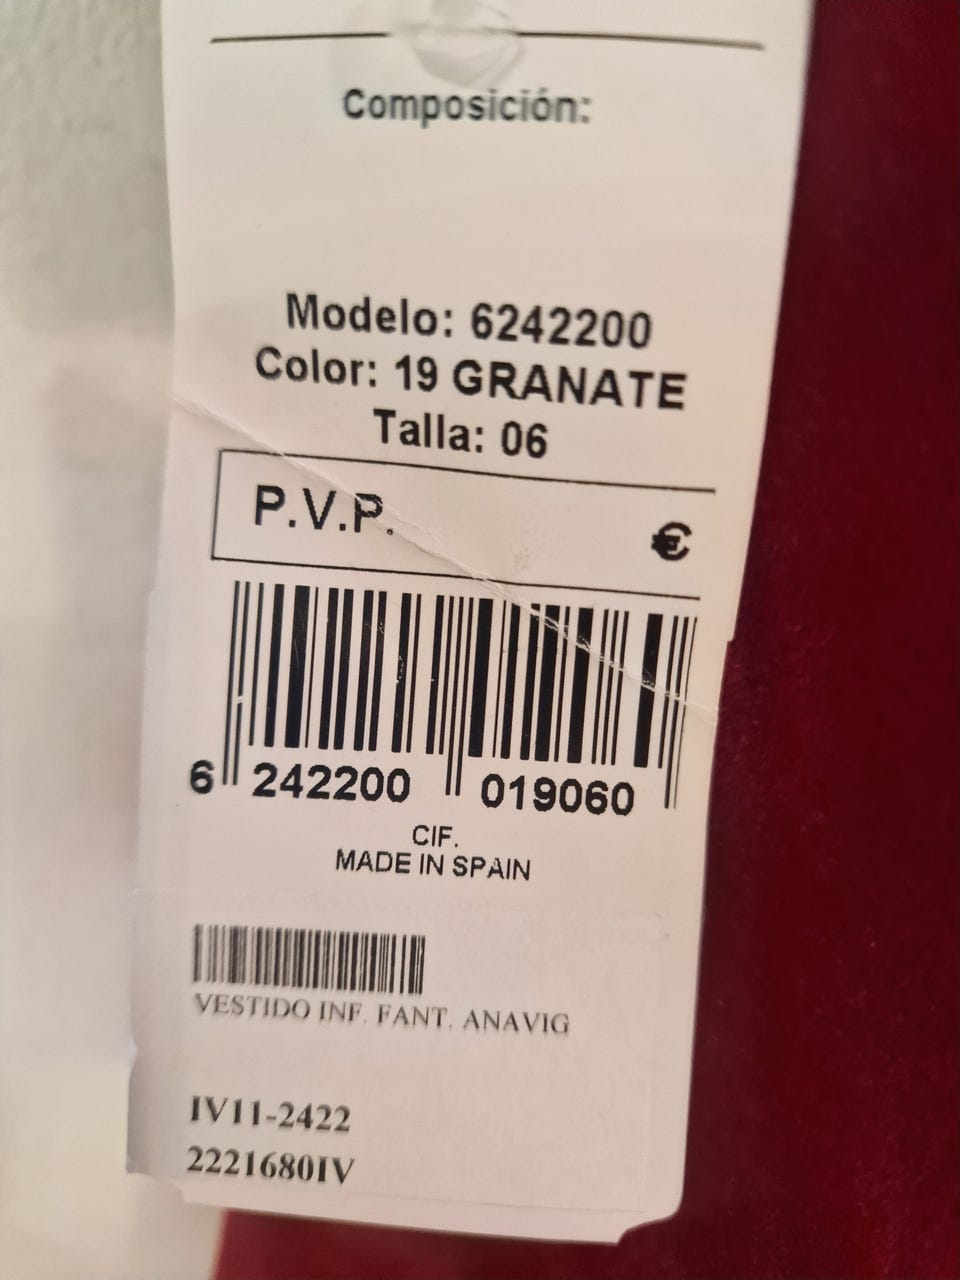 Composición:
Modelo: 6242200
Color: 19 GRANATE
Talla: 06
P.V.P. €
6 242200 019060
CIF.
MADE IN SPAIN
VESTIDO INF. FANT. ANAVIG
IV11-2422
2221680IV